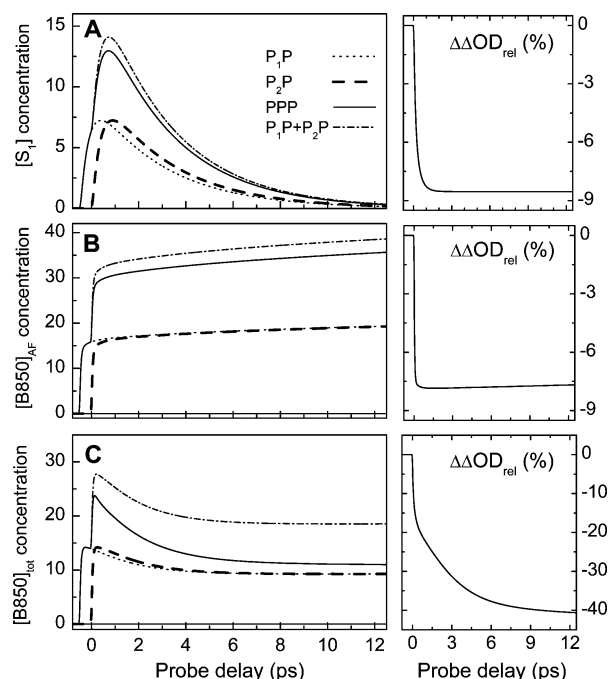 A
[S1] concentration
15
10
5
0
P1P
P2P
PPP
P1P+P2P
ΔΔODrel (%)
0
-3
-6
-9
B
[B850]AF concentration
40
30
20
10
0
ΔΔODrel (%)
0
-3
-6
-9
C
[B850]tot concentration
30
20
10
0
0 2 4 6 8 10 12
Probe delay (ps)
ΔΔODrel (%)
0
-10
-20
-30
-40
0 3 6 9 12
Probe delay (ps)